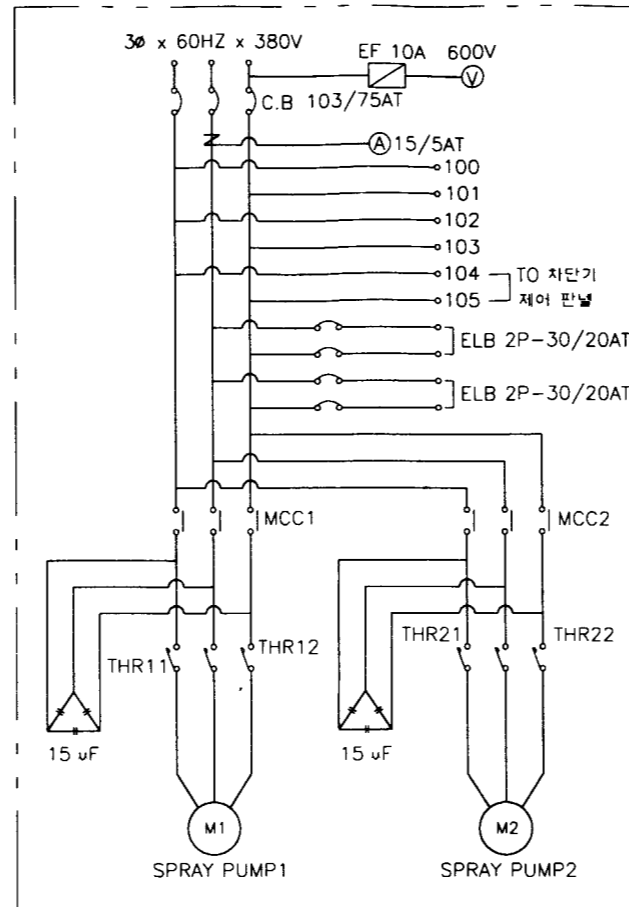 3ø x 60HZ x 380V
EF 10A 600V
V
C.B 103/75AT
A 15/5AT
100
101
102
103
104 TO 차단기
105 제어 판넬
ELB 2P-30/20AT
ELB 2P-30/20AT
MCC1
MCC2
THR11
THR12
THR21
THR22
15 uF
15 uF
M1
M2
SPRAY PUMP1
SPRAY PUMP2